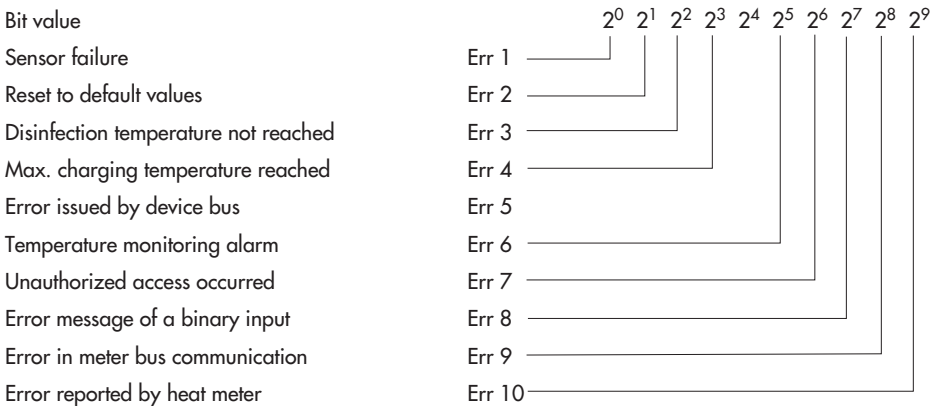 Bit value 2⁰ 2¹ 2² 2³ 2⁴ 2⁵ 2⁶ 2⁷ 2⁸ 2⁹
Sensor failure Err 1
Reset to default values Err 2
Disinfection temperature not reached Err 3
Max. charging temperature reached Err 4
Error issued by device bus Err 5
Temperature monitoring alarm Err 6
Unauthorized access occurred Err 7
Error message of a binary input Err 8
Error in meter bus communication Err 9
Error reported by heat meter Err 10